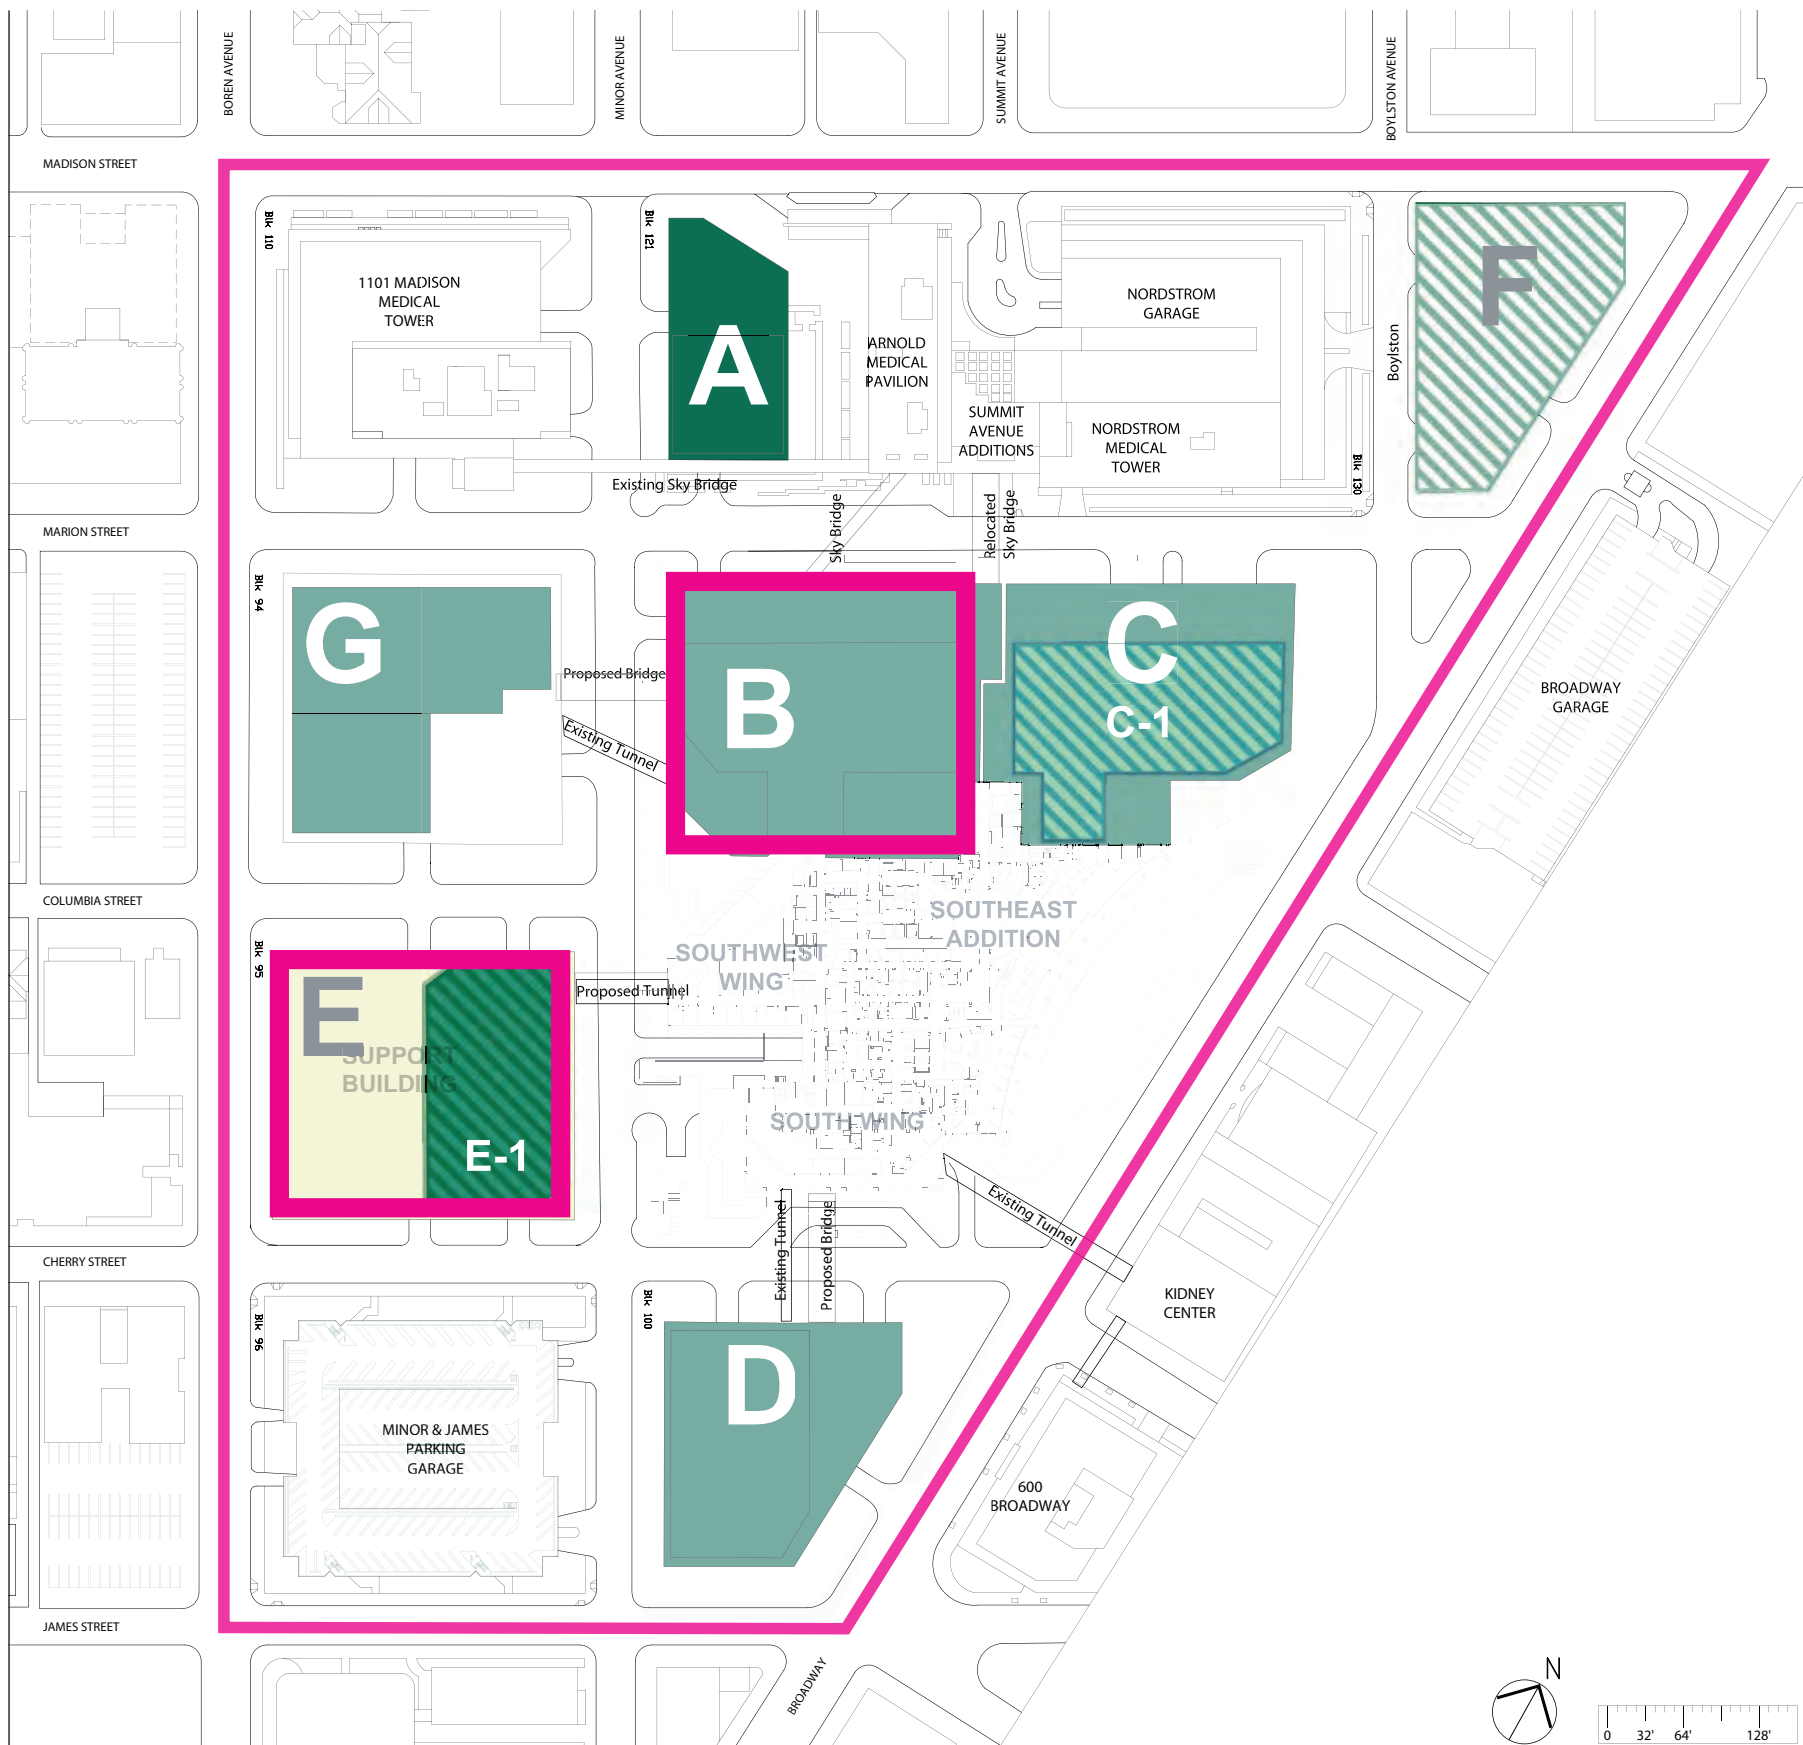 BOREN AVENUE
MINOR AVENUE
SUMMIT AVENUE
BOYLSTON AVENUE
MADISON STREET
Blk 110
Blk 121
1101 MADISON
MEDICAL
TOWER
A
ARNOLD
MEDICAL
PAVILION
NORDSTROM
GARAGE
F
Boylston
SUMMIT
AVENUE
ADDITIONS
NORDSTROM
MEDICAL
TOWER
Blk 130
Existing Sky Bridge
Sky Bridge
Relocated
Sky Bridge
MARION STREET
Blk 94
G
Proposed Bridge
B
C
C-1
Existing Tunnel
BROADWAY
GARAGE
COLUMBIA STREET
Blk 95
SOUTHEAST
ADDITION
SOUTHWEST
WING
E
Proposed Tunnel
SUPPORT
BUILDING
E-1
SOUTH WING
Existing Tunnel
Existing Tunnel
Proposed Bridge
CHERRY STREET
Blk 96
Blk 100
KIDNEY
CENTER
D
MINOR & JAMES
PARKING
GARAGE
600
BROADWAY
JAMES STREET
BROADWAY
N
0 32' 64' 128'